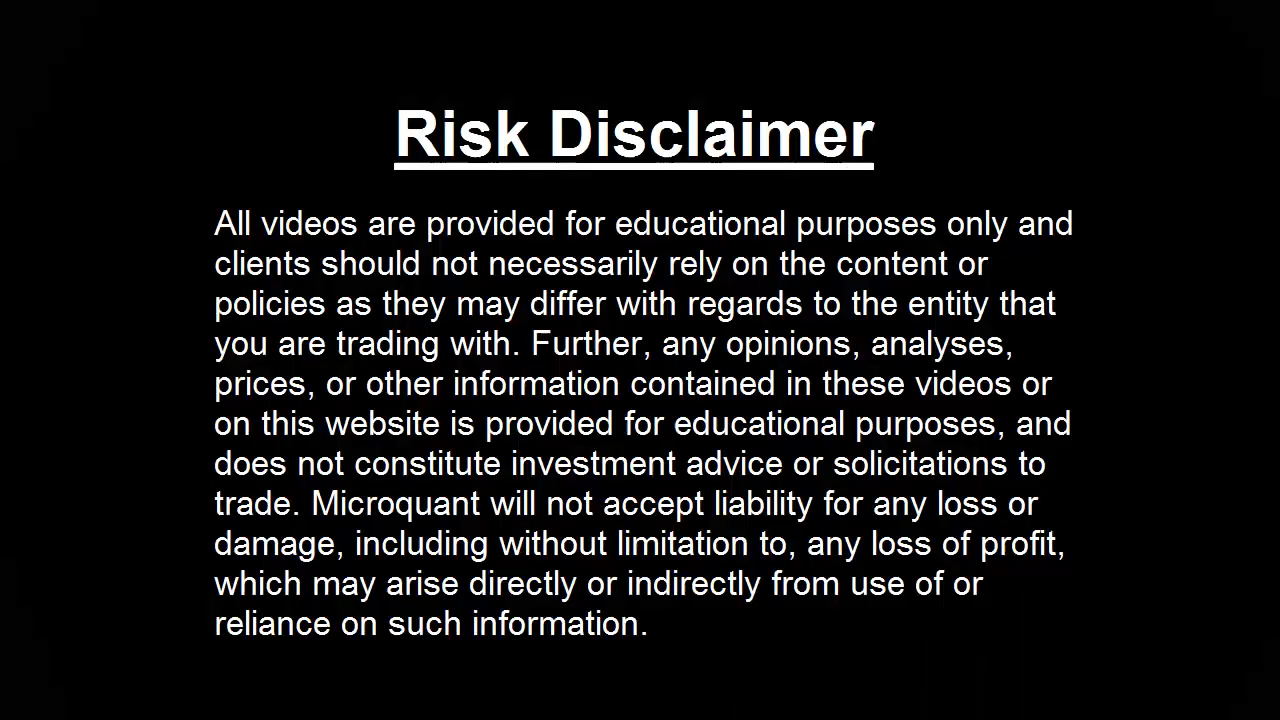 Risk Disclaimer
All videos are provided for educational purposes only and
clients should not necessarily rely on the content or
policies as they may differ with regards to the entity that
you are trading with. Further, any opinions, analyses,
prices, or other information contained in these videos or
on this website is provided for educational purposes, and
does not constitute investment advice or solicitations to
trade. Microquant will not accept liability for any loss or
damage, including without limitation to, any loss of profit,
which may arise directly or indirectly from use of or
reliance on such information.